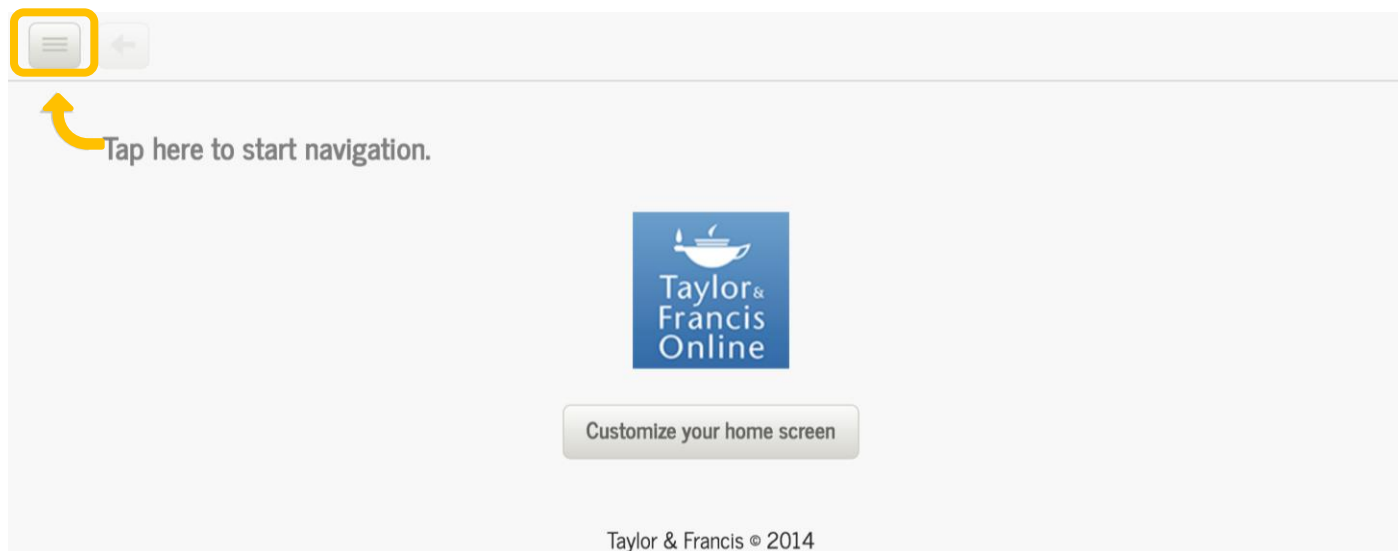 Tap here to start navigation.
Taylor &
Francis
Online
Customize your home screen
Taylor & Francis © 2014